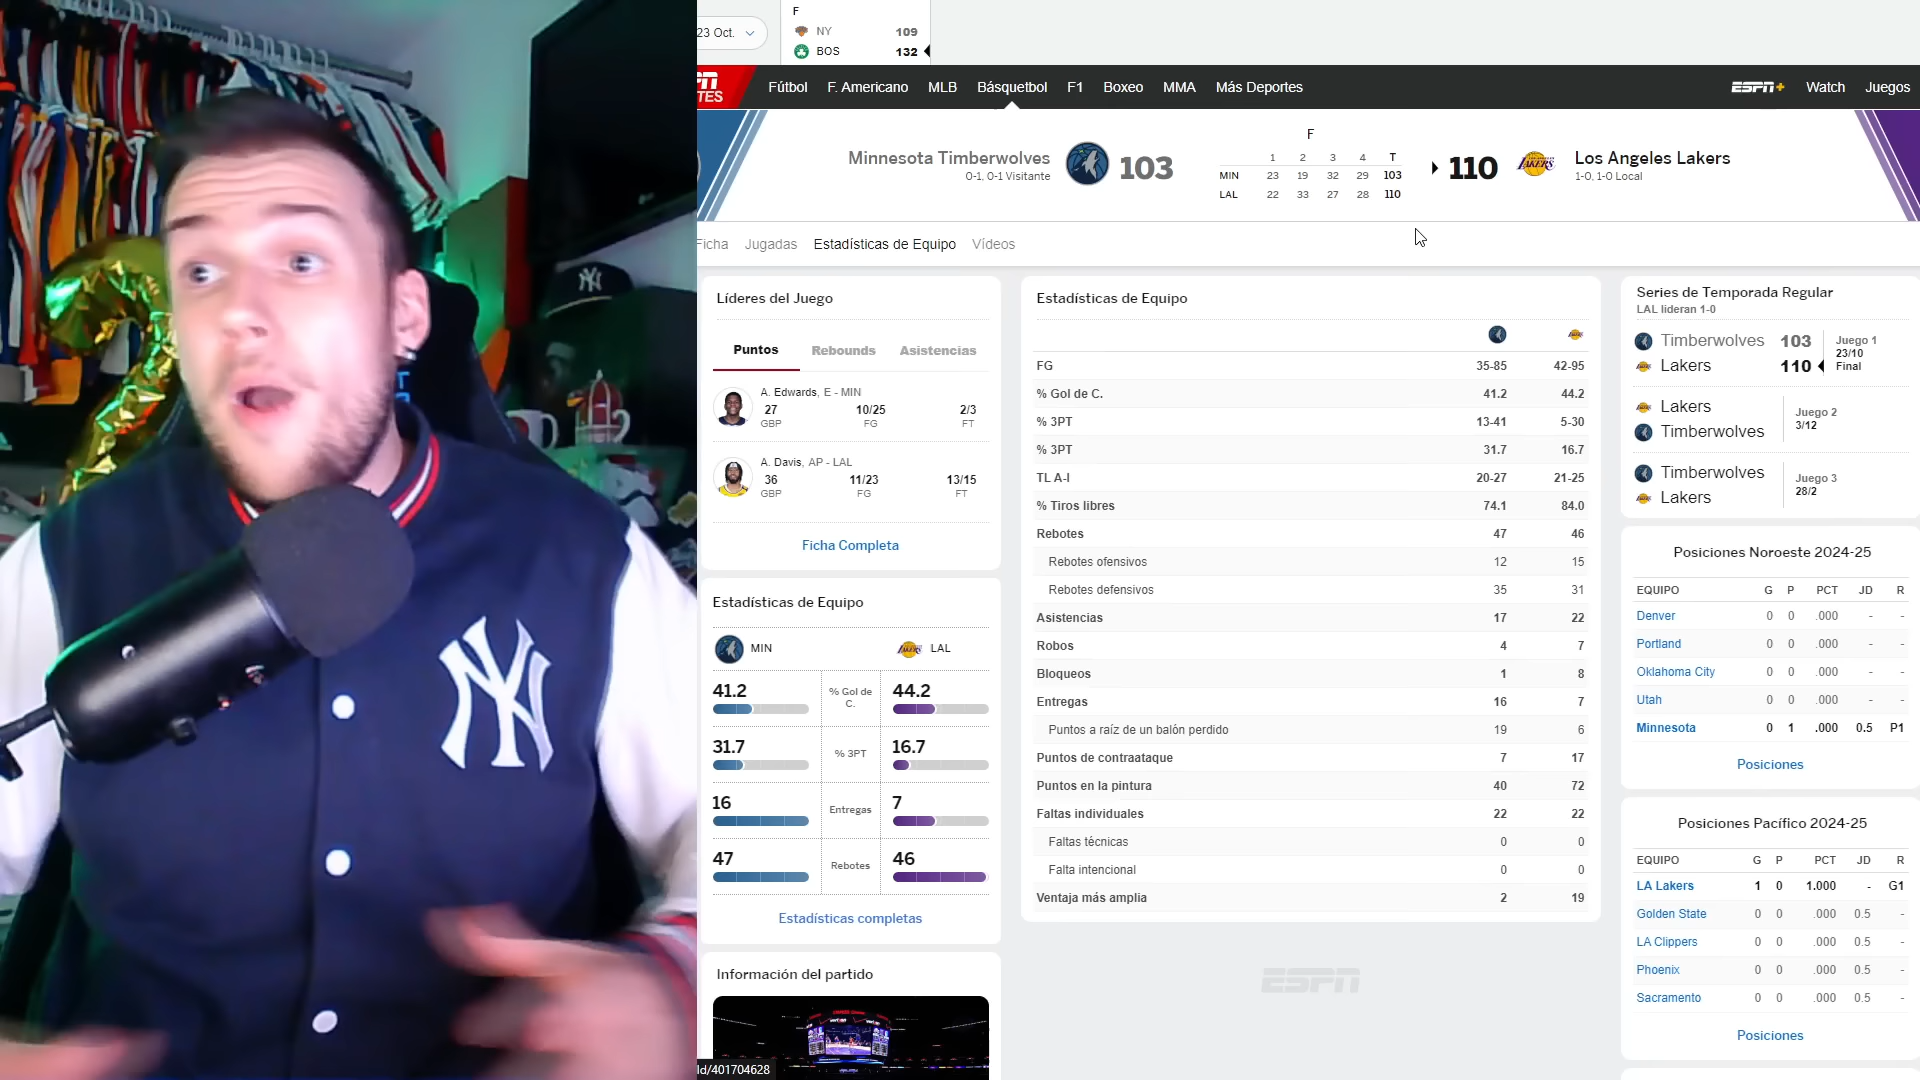 F
23 Oct.
NY 109
BOS 132
Fútbol F. Americano MLB Básquetbol F1 Boxeo MMA Más Deportes
ESPN+ Watch Juegos
F
Minnesota Timberwolves 103
0-1, 0-1 Visitante
1 2 3 4 T
MIN 23 19 32 29 103
LAL 22 33 27 28 110
110 LAKERS Los Angeles Lakers
1-0, 1-0 Local
Ficha Jugadas Estadísticas de Equipo Vídeos
Líderes del Juego
Puntos Rebounds Asistencias
A. Edwards, E - MIN
27 10/25 2/3
GBP FG FT
A. Davis, AP - LAL
36 11/23 13/15
GBP FG FT
Ficha Completa
Estadísticas de Equipo
MIN LAL
41.2 % Gol de C. 44.2
31.7 % 3PT 16.7
16 Entregas 7
47 Rebotes 46
Estadísticas completas
Información del partido
Id/401704628
Estadísticas de Equipo
FG 35-85 42-95
% Gol de C. 41.2 44.2
% 3PT 13-41 5-30
% 3PT 31.7 16.7
TL A-I 20-27 21-25
% Tiros libres 74.1 84.0
Rebotes 47 46
Rebotes ofensivos 12 15
Rebotes defensivos 35 31
Asistencias 17 22
Robos 4 7
Bloqueos 1 8
Entregas 16 7
Puntos a raíz de un balón perdido 19 6
Puntos de contraataque 7 17
Puntos en la pintura 40 72
Faltas individuales 22 22
Faltas técnicas 0 0
Falta intencional 0 0
Ventaja más amplia 2 19
ESPN
Series de Temporada Regular
LAL lideran 1-0
Timberwolves 103
Lakers 110
Juego 1
23/10
Final
Lakers
Timberwolves
Juego 2
3/12
Timberwolves
Lakers
Juego 3
28/2
Posiciones Noroeste 2024-25
EQUIPO G P PCT JD R
Denver 0 0 .000 - -
Portland 0 0 .000 - -
Oklahoma City 0 0 .000 - -
Utah 0 0 .000 - -
Minnesota 0 1 .000 0.5 P1
Posiciones
Posiciones Pacífico 2024-25
EQUIPO G P PCT JD R
LA Lakers 1 0 1.000 - G1
Golden State 0 0 .000 0.5 -
LA Clippers 0 0 .000 0.5 -
Phoenix 0 0 .000 0.5 -
Sacramento 0 0 .000 0.5 -
Posiciones
NY
NY